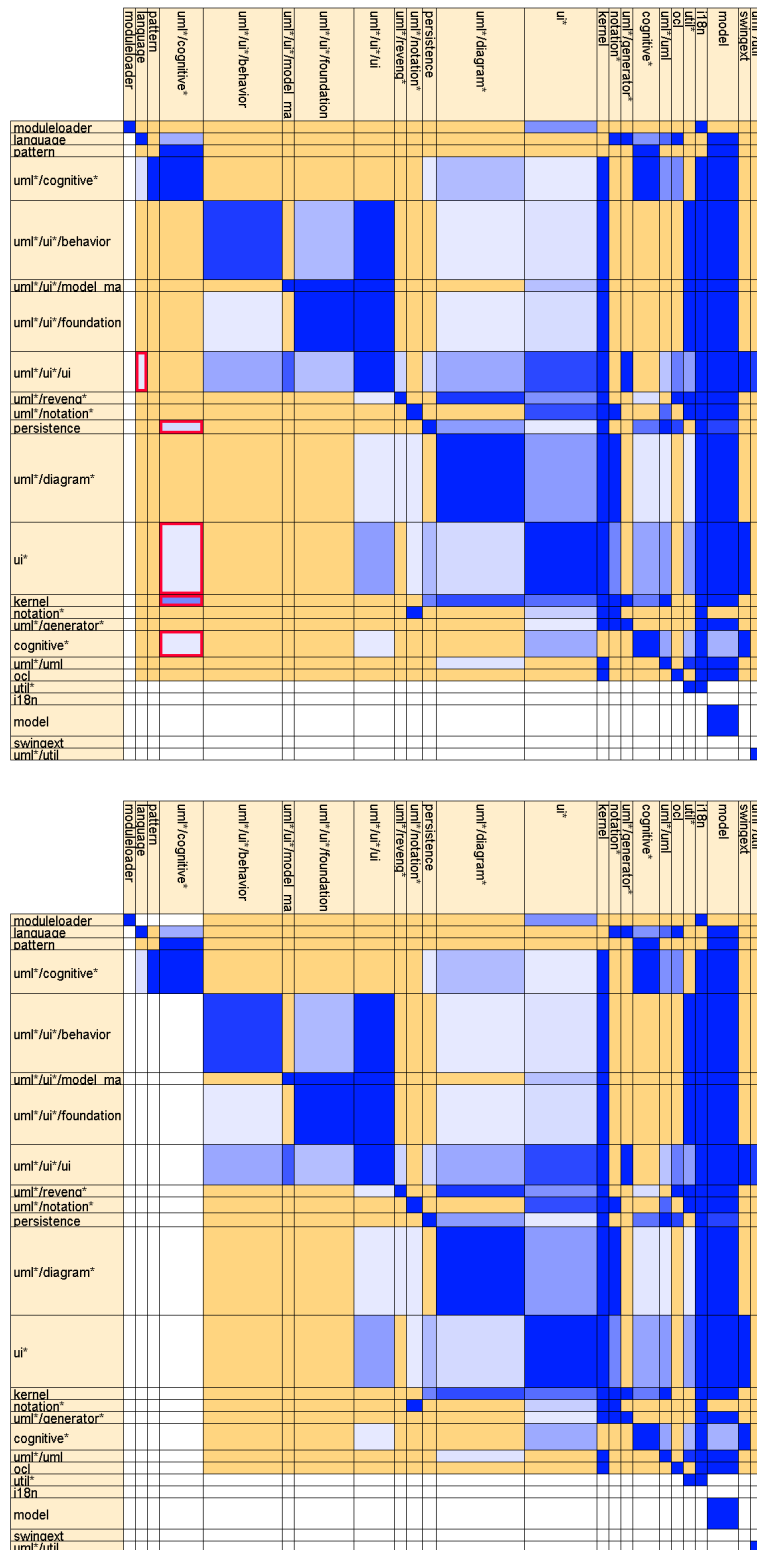 moduleloader
language
pattern
uml*/cognitive*
uml*/ui*/behavior
uml*/ui*/model_ma
uml*/ui*/foundation
uml*/ui*/ui
uml*/reveng*
uml*/notation*
persistence
uml*/diagram*
ui*
kernel
notation*
uml*/generator*
cognitive*
uml*/uml
ocl
util*
i18n
model
swingext
uml*/util
moduleloader
language
pattern
uml*/cognitive*
uml*/ui*/behavior
uml*/ui*/model_ma
uml*/ui*/foundation
uml*/ui*/ui
uml*/reveng*
uml*/notation*
persistence
uml*/diagram*
ui*
kernel
notation*
uml*/generator*
cognitive*
uml*/uml
ocl
util*
i18n
model
swingext
uml*/util
moduleloader
language
pattern
uml*/cognitive*
uml*/ui*/behavior
uml*/ui*/model_ma
uml*/ui*/foundation
uml*/ui*/ui
uml*/reveng*
uml*/notation*
persistence
uml*/diagram*
ui*
kernel
notation*
uml*/generator*
cognitive*
uml*/uml
ocl
util*
i18n
model
swingext
uml*/util
moduleloader
language
pattern
uml*/cognitive*
uml*/ui*/behavior
uml*/ui*/model_ma
uml*/ui*/foundation
uml*/ui*/ui
uml*/reveng*
uml*/notation*
persistence
uml*/diagram*
ui*
kernel
notation*
uml*/generator*
cognitive*
uml*/uml
ocl
util*
i18n
model
swingext
uml*/util